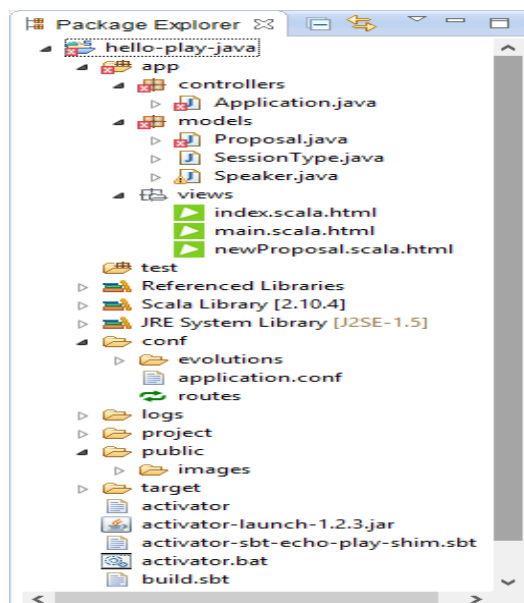 Package Explorer
hello-play-java
app
controllers
Application.java
models
Proposal.java
SessionType.java
Speaker.java
views
index.scala.html
main.scala.html
newProposal.scala.html
test
Referenced Libraries
Scala Library [2.10.4]
JRE System Library [J2SE-1.5]
conf
evolutions
application.conf
routes
logs
project
public
images
target
activator
activator-launch-1.2.3.jar
activator-sbt-echo-play-shim.sbt
activator.bat
build.sbt